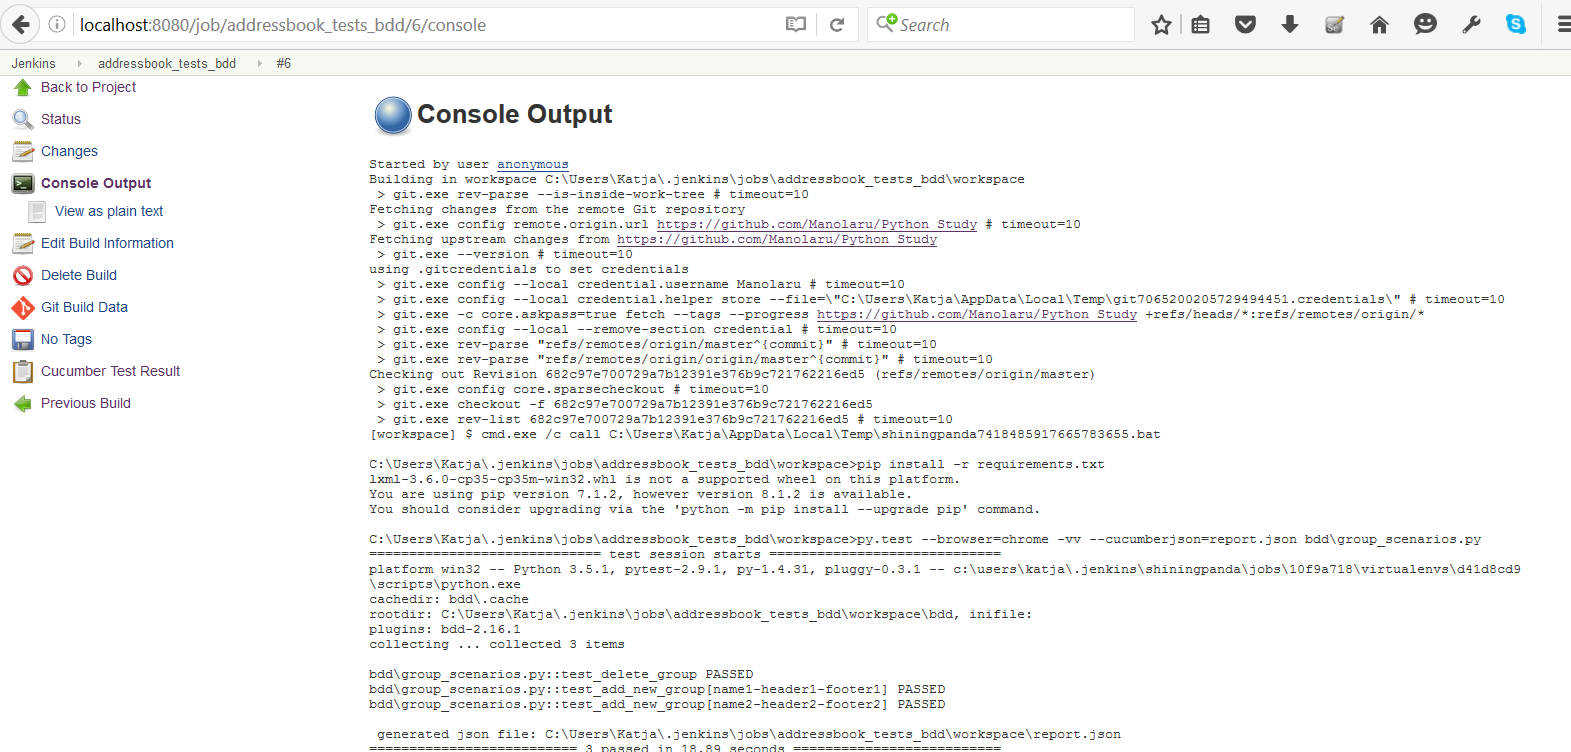 localhost:8080/job/addressbook_tests_bdd/6/console
Search
Jenkins
addressbook_tests_bdd
#6
Back to Project
Status
Changes
Console Output
View as plain text
Edit Build Information
Delete Build
Git Build Data
No Tags
Cucumber Test Result
Previous Build
Console Output
Started by user anonymous
Building in workspace C:\Users\Katja\.jenkins\jobs\addressbook_tests_bdd\workspace
 > git.exe rev-parse --is-inside-work-tree # timeout=10
Fetching changes from the remote Git repository
 > git.exe config remote.origin.url https://github.com/Manolaru/Python_Study # timeout=10
Fetching upstream changes from https://github.com/Manolaru/Python_Study
 > git.exe --version # timeout=10
using .gitcredentials to set credentials
 > git.exe config --local credential.username Manolaru # timeout=10
 > git.exe config --local credential.helper store --file=\"C:\Users\Katja\AppData\Local\Temp\git7065200205729494451.credentials\" # timeout=10
 > git.exe -c core.askpass=true fetch --tags --progress https://github.com/Manolaru/Python_Study +refs/heads/*:refs/remotes/origin/*
 > git.exe config --local --remove-section credential # timeout=10
 > git.exe rev-parse "refs/remotes/origin/master^{commit}" # timeout=10
 > git.exe rev-parse "refs/remotes/origin/origin/master^{commit}" # timeout=10
Checking out Revision 682c97e700729a7b12391e376b9c721762216ed5 (refs/remotes/origin/master)
 > git.exe config core.sparsecheckout # timeout=10
 > git.exe checkout -f 682c97e700729a7b12391e376b9c721762216ed5
 > git.exe rev-list 682c97e700729a7b12391e376b9c721762216ed5 # timeout=10
[workspace] $ cmd.exe /c call C:\Users\Katja\AppData\Local\Temp\shiningpanda7418485917665783655.bat
C:\Users\Katja\.jenkins\jobs\addressbook_tests_bdd\workspace>pip install -r requirements.txt
lxml-3.6.0-cp35-cp35m-win32.whl is not a supported wheel on this platform.
You are using pip version 7.1.2, however version 8.1.2 is available.
You should consider upgrading via the 'python -m pip install --upgrade pip' command.
C:\Users\Katja\.jenkins\jobs\addressbook_tests_bdd\workspace>py.test --browser=chrome -vv --cucumberjson=report.json bdd\group_scenarios.py
============================= test session starts =============================
platform win32 -- Python 3.5.1, pytest-2.9.1, py-1.4.31, pluggy-0.3.1 -- c:\users\katja\.jenkins\shiningpanda\jobs\10f9a718\virtualenvs\d41d8cd9
\scripts\python.exe
cachedir: bdd\.cache
rootdir: C:\Users\Katja\.jenkins\jobs\addressbook_tests_bdd\workspace\bdd, inifile:
plugins: bdd-2.16.1
collecting ... collected 3 items
bdd\group_scenarios.py::test_delete_group PASSED
bdd\group_scenarios.py::test_add_new_group[name1-header1-footer1] PASSED
bdd\group_scenarios.py::test_add_new_group[name2-header2-footer2] PASSED
 generated json file: C:\Users\Katja\.jenkins\jobs\addressbook_tests_bdd\workspace\report.json
========================== 3 passed in 18.89 seconds ==========================